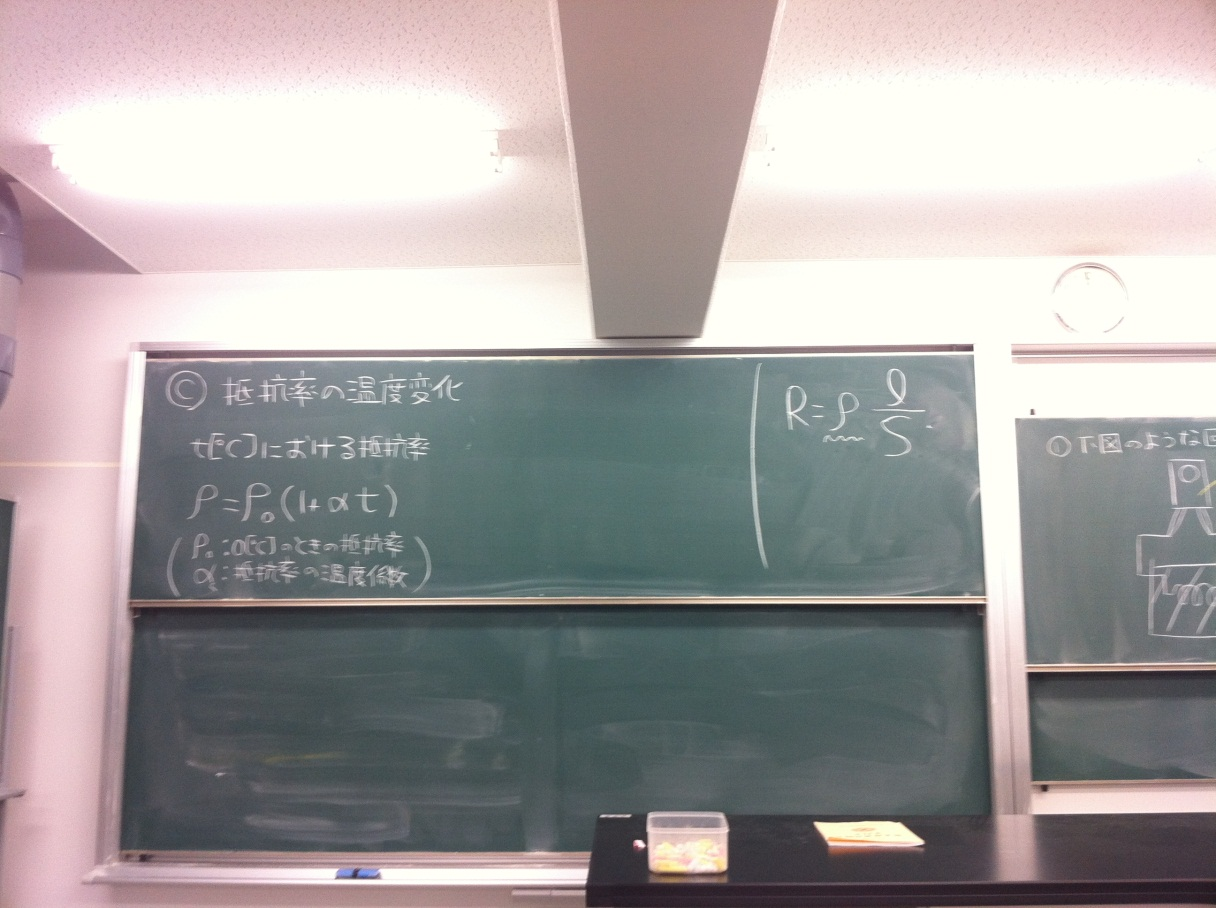 Ⓒ 抵抗率の温度変化
t[℃]における抵抗率
ρ=ρ₀(1+αt)
(ρ₀:0[℃]のときの抵抗率
α:抵抗率の温度係数)
R=ρ l/S
① 下図のような